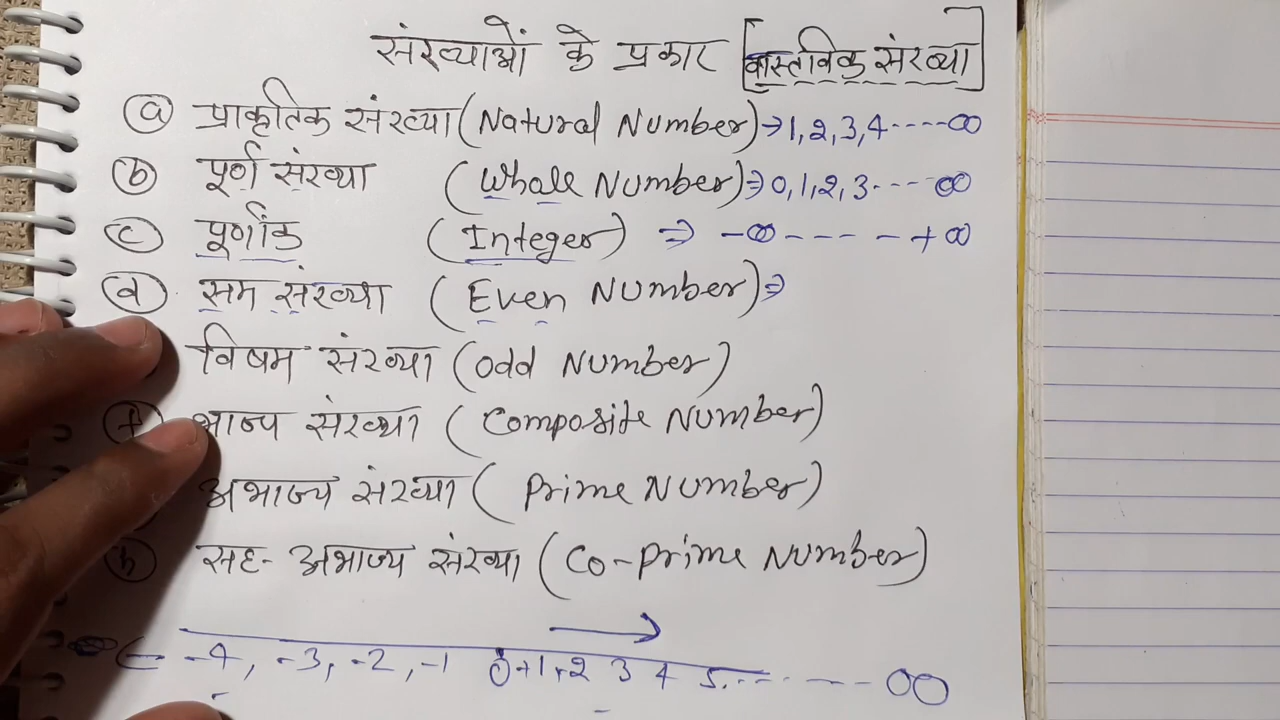 संख्याओं के प्रकार [वास्तविक संख्या]
(a) प्राकृतिक संख्या (Natural Number) → 1, 2, 3, 4 ---- ∞
(b) पूर्ण संख्या (Whole Number) ⇒ 0, 1, 2, 3 ---- ∞
(c) पूर्णांक (Integer) ⇒ -∞ --- - + ∞
(d) सम संख्या (Even Number) ⇒
विषम संख्या (Odd Number)
(f) भाज्य संख्या (Composite Number)
अभाज्य संख्या (Prime Number)
(h) सह-अभाज्य संख्या (Co-Prime Number)
-4, -3, -2, -1 0 +1, +2 3 4 5 ------- ∞